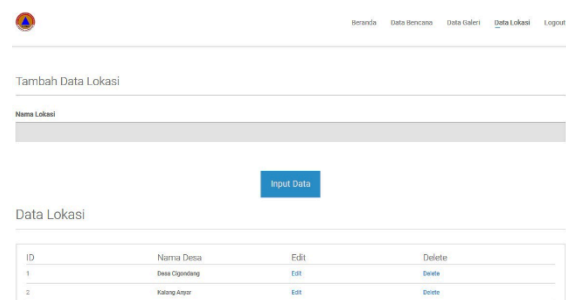 Beranda Data Bencana Data Galeri Data Lokasi Logout
Tambah Data Lokasi
Nama Lokasi
Input Data
Data Lokasi
ID Nama Desa Edit Delete
1 Desa Cigondang Edit Delete
2 Kalang Anyar Edit Delete